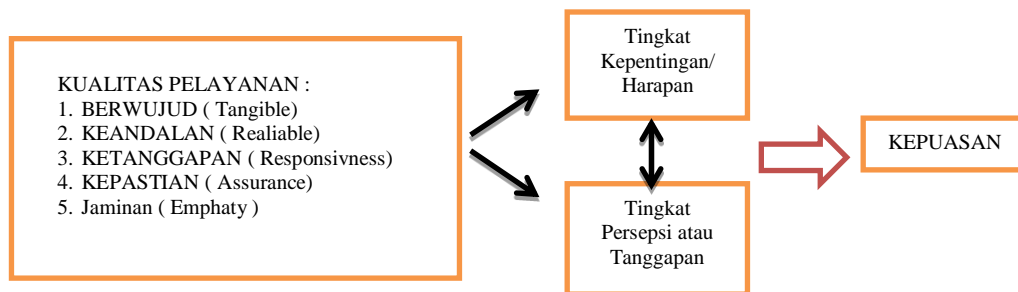 KUALITAS PELAYANAN :
1. BERWUJUD ( Tangible)
2. KEANDALAN ( Realiable)
3. KETANGGAPAN ( Responsivness)
4. KEPASTIAN ( Assurance)
5. Jaminan ( Emphaty )
Tingkat
Kepentingan/
Harapan
Tingkat
Persepsi atau
Tanggapan
KEPUASAN